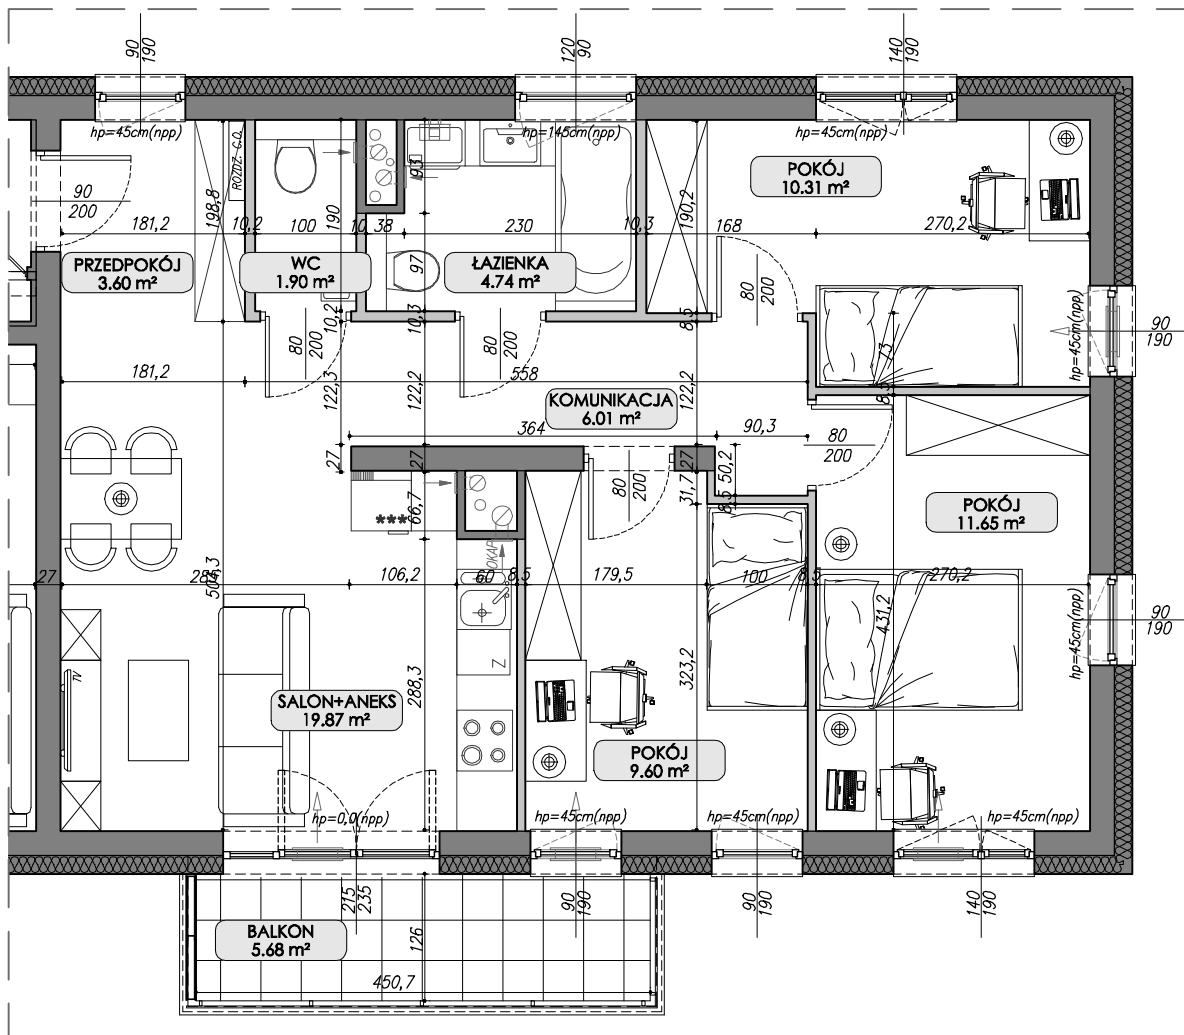 90
190
120
90
140
190
hp=45cm(npp)
hp=145cm(npp)
hp=45cm(npp)
ROZDZ. C.O.
90
200
181,2
198,8
10,2
100
190
10
38
93
230
10,3
190,2
168
270,2
POKÓJ
10.31 m²
PRZEDPOKÓJ
3.60 m²
WC
1.90 m²
97
ŁAZIENKA
4.74 m²
80
200
10,2
10,3
80
200
80
200
8,5
73
hp=45cm(npp)
90
190
181,2
122,3
122,2
558
122,2
8,5
KOMUNIKACJA
6.01 m²
364
90,3
80
200
27
27
27
50,2
31,7
8,5
80
200
66,7
***
POKÓJ
11.65 m²
OKAP
27
285
504,3
106,2
60
8,5
179,5
100
8,5
270,2
431,2
hp=45cm(npp)
90
190
TV
Z
288,3
323,2
SALON+ANEKS
19.87 m²
POKÓJ
9.60 m²
hp=0,0(npp)
hp=45cm(npp)
hp=45cm(npp)
hp=45cm(npp)
215
235
90
190
90
190
140
190
BALKON
5.68 m²
126
450,7